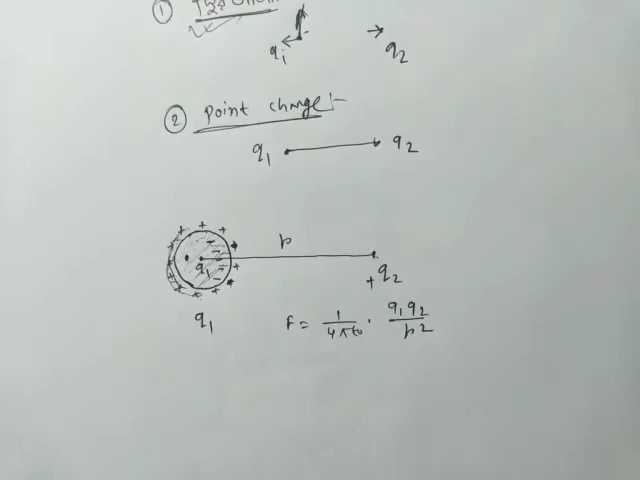 ①
q₁ q₂
② Point charge :-
q₁ q₂
+ + + + + + + + + + - - - - - q₁ r + q₂
q₁ F = 1/4πε₀ · q₁q₂/r²